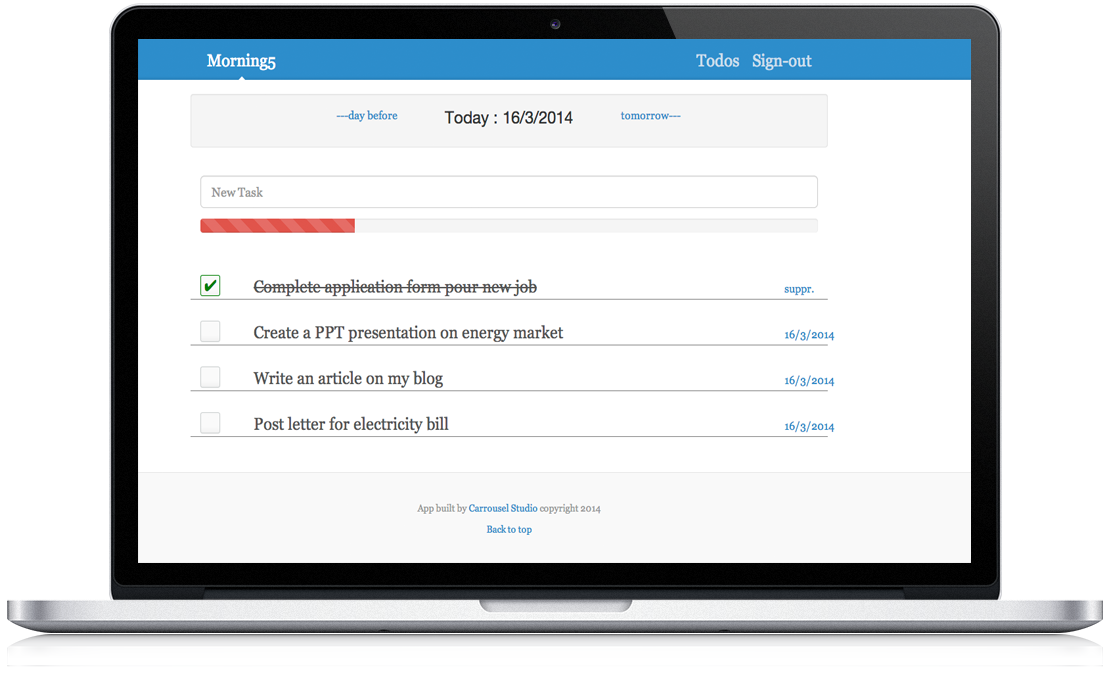 Morning5 Todos Sign-out
---day before Today : 16/3/2014 tomorrow---
New Task
Complete application form pour new job suppr.
Create a PPT presentation on energy market 16/3/2014
Write an article on my blog 16/3/2014
Post letter for electricity bill 16/3/2014
App built by Carrousel Studio copyright 2014
Back to top